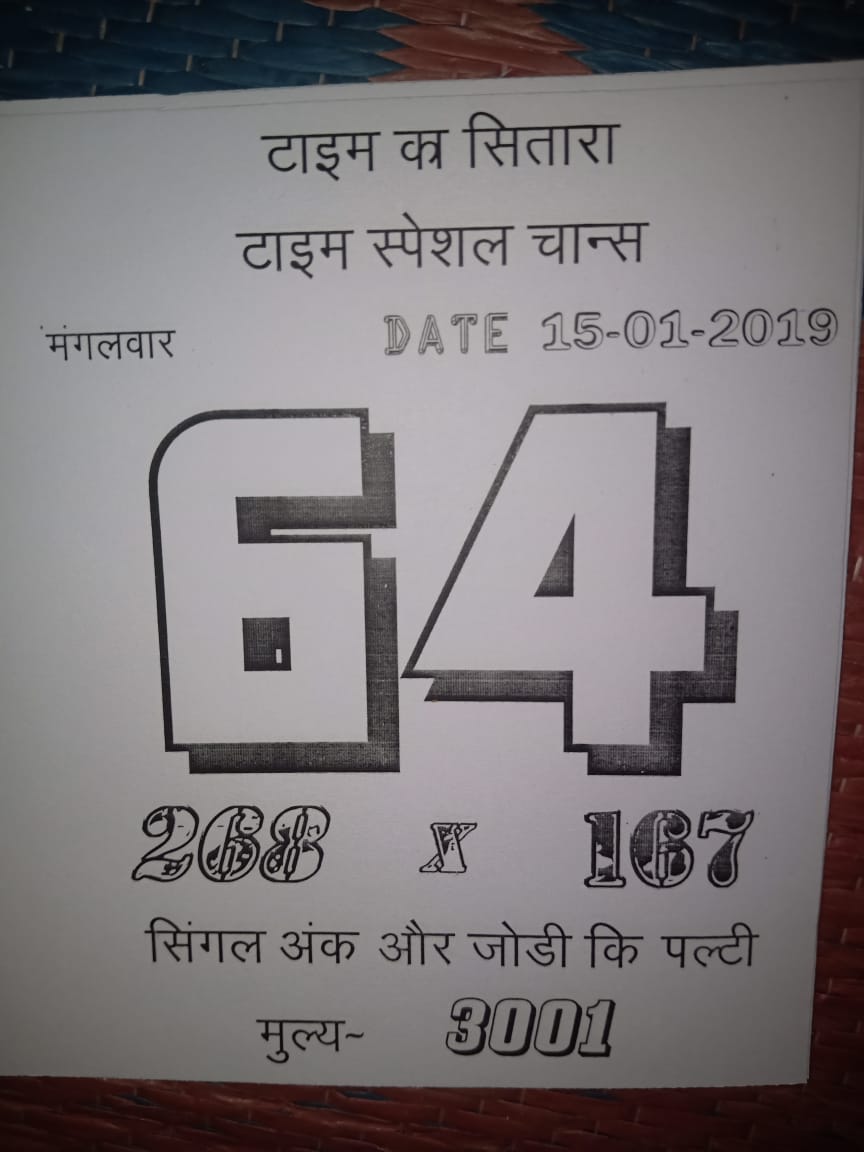 टाइम का सितारा
टाइम स्पेशल चान्स
मंगलवार DATE 15-01-2019
64
268 x 167
सिंगल अंक और जोडी कि पल्टी
मुल्य~ 3001